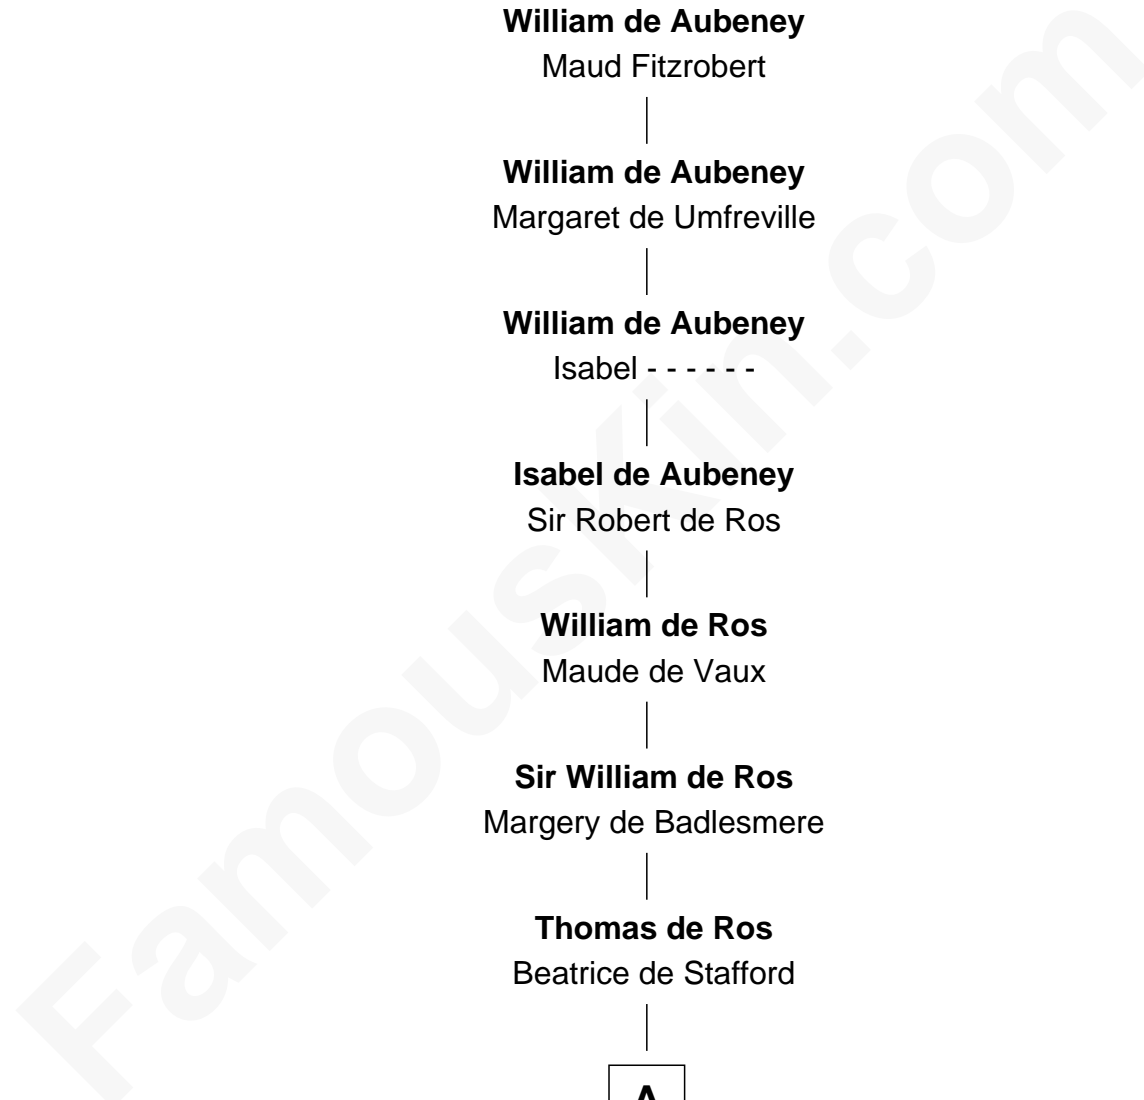 William de Aubeney
Maud Fitzrobert
William de Aubeney
Margaret de Umfreville
William de Aubeney
Isabel - - - - - -
Isabel de Aubeney
Sir Robert de Ros
William de Ros
Maude de Vaux
Sir William de Ros
Margery de Badlesmere
Thomas de Ros
Beatrice de Stafford
A
FamousKin.com